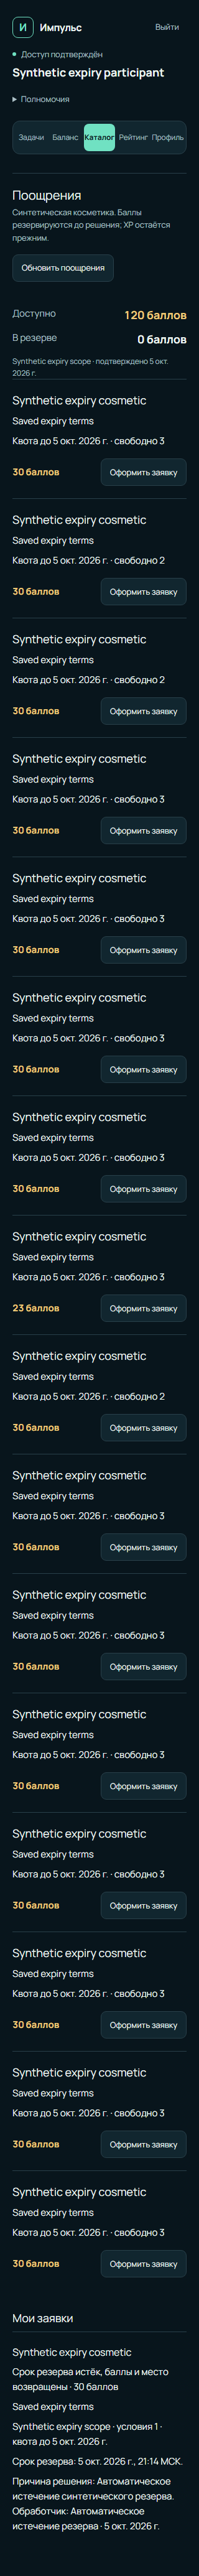 И Импульс Выйти
Доступ подтверждён
Synthetic expiry participant
Полномочия
Задачи Баланс Каталог Рейтинг Профиль
Поощрения
Синтетическая косметика. Баллы
резервируются до решения; XP остаётся
прежним.
Обновить поощрения
Доступно 120 баллов
В резерве 0 баллов
Synthetic expiry scope · подтверждено 5 окт.
2026 г.
Synthetic expiry cosmetic
Saved expiry terms
Квота до 5 окт. 2026 г. · свободно 3
30 баллов Оформить заявку
Synthetic expiry cosmetic
Saved expiry terms
Квота до 5 окт. 2026 г. · свободно 2
30 баллов Оформить заявку
Synthetic expiry cosmetic
Saved expiry terms
Квота до 5 окт. 2026 г. · свободно 2
30 баллов Оформить заявку
Synthetic expiry cosmetic
Saved expiry terms
Квота до 5 окт. 2026 г. · свободно 3
30 баллов Оформить заявку
Synthetic expiry cosmetic
Saved expiry terms
Квота до 5 окт. 2026 г. · свободно 3
30 баллов Оформить заявку
Synthetic expiry cosmetic
Saved expiry terms
Квота до 5 окт. 2026 г. · свободно 3
30 баллов Оформить заявку
Synthetic expiry cosmetic
Saved expiry terms
Квота до 5 окт. 2026 г. · свободно 3
30 баллов Оформить заявку
Synthetic expiry cosmetic
Saved expiry terms
Квота до 5 окт. 2026 г. · свободно 3
23 баллов Оформить заявку
Synthetic expiry cosmetic
Saved expiry terms
Квота до 5 окт. 2026 г. · свободно 2
30 баллов Оформить заявку
Synthetic expiry cosmetic
Saved expiry terms
Квота до 5 окт. 2026 г. · свободно 3
30 баллов Оформить заявку
Synthetic expiry cosmetic
Saved expiry terms
Квота до 5 окт. 2026 г. · свободно 3
30 баллов Оформить заявку
Synthetic expiry cosmetic
Saved expiry terms
Квота до 5 окт. 2026 г. · свободно 3
30 баллов Оформить заявку
Synthetic expiry cosmetic
Saved expiry terms
Квота до 5 окт. 2026 г. · свободно 3
30 баллов Оформить заявку
Synthetic expiry cosmetic
Saved expiry terms
Квота до 5 окт. 2026 г. · свободно 3
30 баллов Оформить заявку
Synthetic expiry cosmetic
Saved expiry terms
Квота до 5 окт. 2026 г. · свободно 3
30 баллов Оформить заявку
Synthetic expiry cosmetic
Saved expiry terms
Квота до 5 окт. 2026 г. · свободно 3
30 баллов Оформить заявку
Мои заявки
Synthetic expiry cosmetic
Срок резерва истёк, баллы и место
возвращены · 30 баллов
Saved expiry terms
Synthetic expiry scope · условия 1 ·
квота до 5 окт. 2026 г.
Срок резерва: 5 окт. 2026 г., 21:14 МСК.
Причина решения: Автоматическое
истечение синтетического резерва.
Обработчик: Автоматическое
истечение резерва · 5 окт. 2026 г.